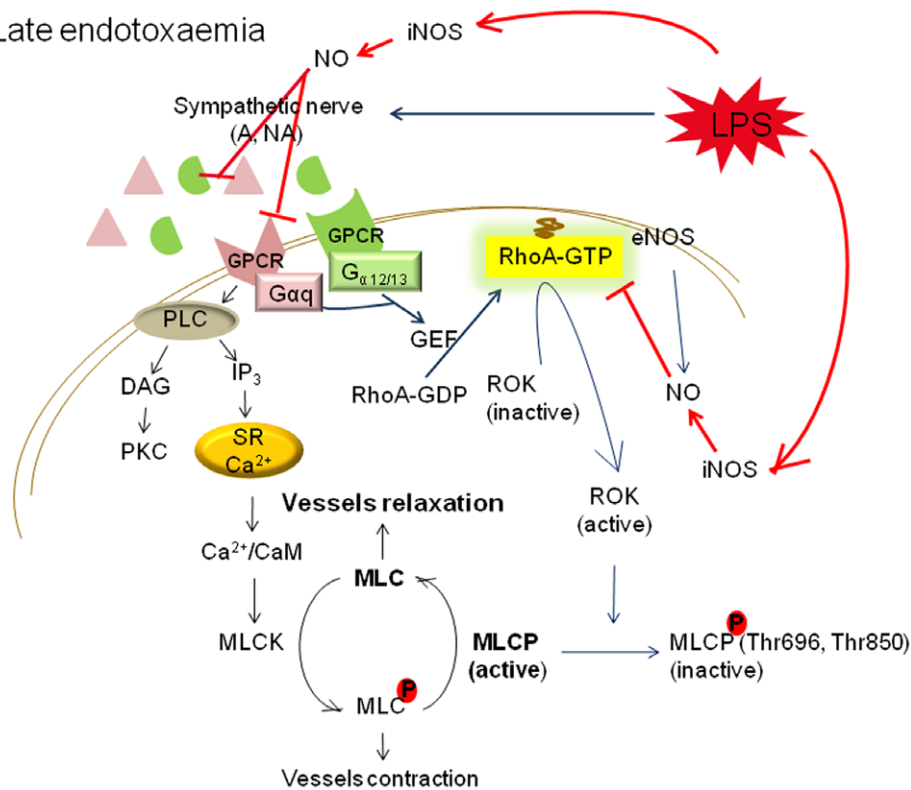 Late endotoxaemia
iNOS
NO
Sympathetic nerve
(A, NA)
LPS
GPCR
GPCR
Gα12/13
Gαq
RhoA-GTP
eNOS
PLC
GEF
DAG
IP3
RhoA-GDP
ROK
(inactive)
NO
PKC
SR
Ca2+
iNOS
Vessels relaxation
ROK
(active)
Ca2+/CaM
MLC
MLCK
MLCP
(active)
P
MLCP (Thr696, Thr850)
(inactive)
P
MLC
Vessels contraction